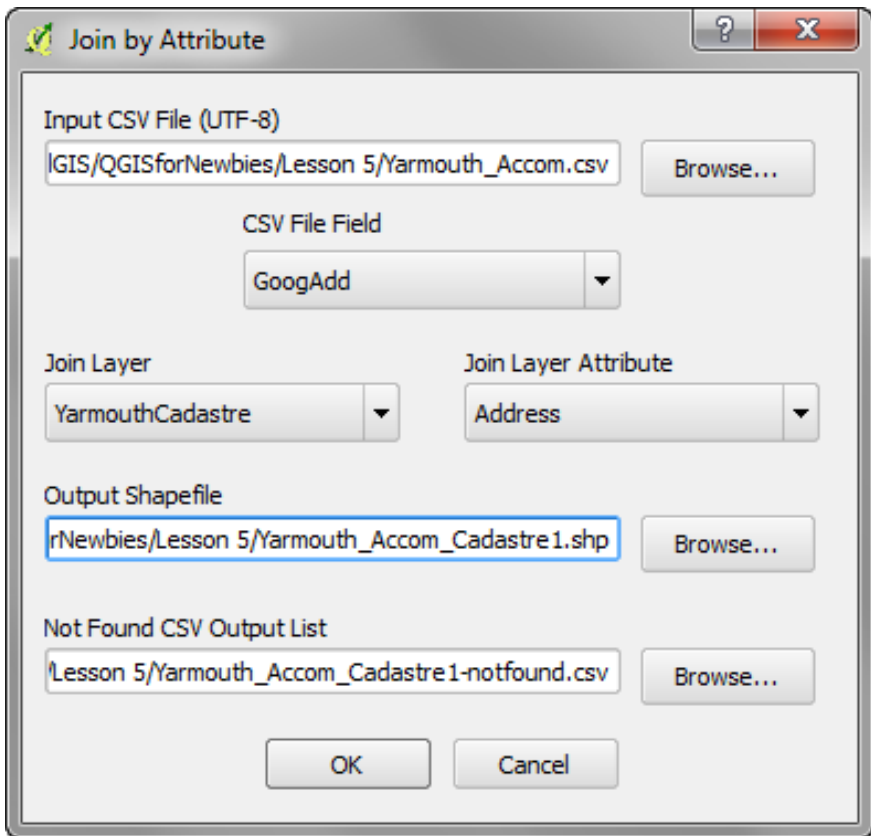 Join by Attribute
?
X
Input CSV File (UTF-8)
lGIS/QGISforNewbies/Lesson 5/Yarmouth_Accom.csv
Browse...
CSV File Field
GoogAdd
Join Layer
Join Layer Attribute
YarmouthCadastre
Address
Output Shapefile
rNewbies/Lesson 5/Yarmouth_Accom_Cadastre1.shp
Browse...
Not Found CSV Output List
/Lesson 5/Yarmouth_Accom_Cadastre1-notfound.csv
Browse...
OK
Cancel